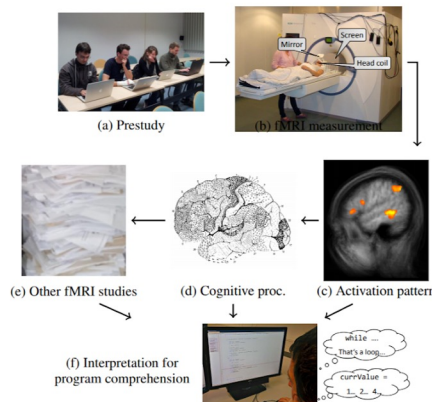 Screen
Mirror
Head coil
(a) Prestudy
(b) fMRI measurement
(e) Other fMRI studies
(d) Cognitive proc.
(c) Activation pattern
(f) Interpretation for
program comprehension
while ...
That's a loop...
currValue =
1... 2... 4...